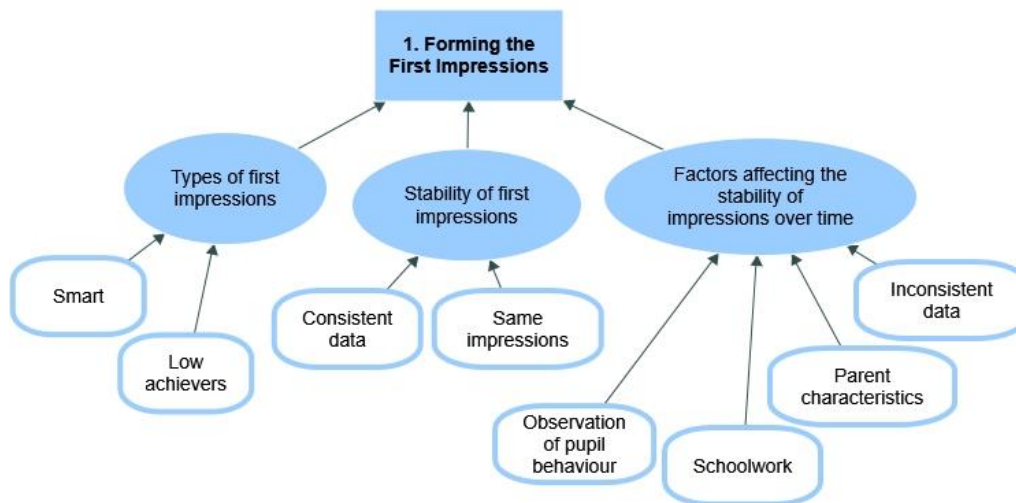 1. Forming the
First Impressions
Types of first
impressions
Stability of first
impressions
Factors affecting the
stability of
impressions over time
Smart
Low
achievers
Consistent
data
Same
impressions
Observation
of pupil
behaviour
Schoolwork
Parent
characteristics
Inconsistent
data